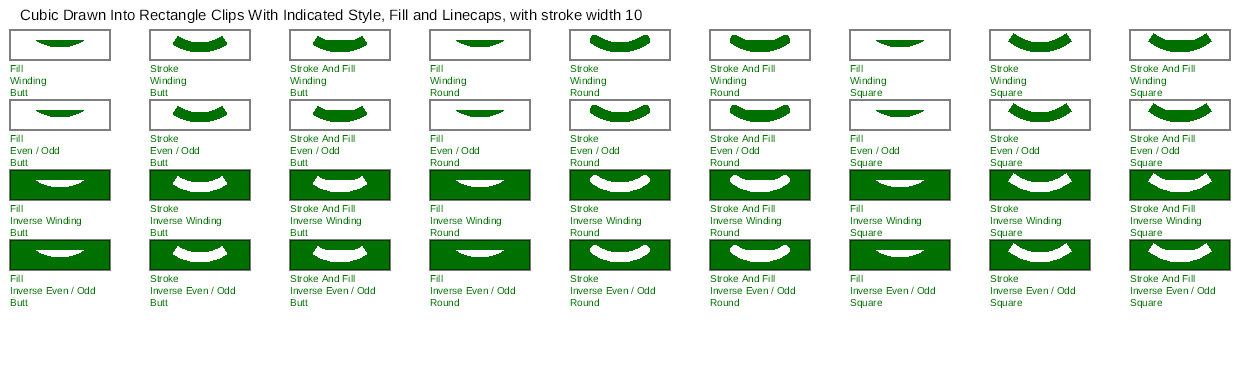 Cubic Drawn Into Rectangle Clips With Indicated Style, Fill and Linecaps, with stroke width 10
Fill Stroke Stroke And Fill Fill Stroke Stroke And Fill Fill Stroke Stroke And Fill
Winding Winding Winding Winding Winding Winding Winding Winding Winding
Butt Butt Butt Round Round Round Square Square Square
Fill Stroke Stroke And Fill Fill Stroke Stroke And Fill Fill Stroke Stroke And Fill
Even / Odd Even / Odd Even / Odd Even / Odd Even / Odd Even / Odd Even / Odd Even / Odd Even / Odd
Butt Butt Butt Round Round Round Square Square Square
Fill Stroke Stroke And Fill Fill Stroke Stroke And Fill Fill Stroke Stroke And Fill
Inverse Winding Inverse Winding Inverse Winding Inverse Winding Inverse Winding Inverse Winding Inverse Winding Inverse Winding Inverse Winding
Butt Butt Butt Round Round Round Square Square Square
Fill Stroke Stroke And Fill Fill Stroke Stroke And Fill Fill Stroke Stroke And Fill
Inverse Even / Odd Inverse Even / Odd Inverse Even / Odd Inverse Even / Odd Inverse Even / Odd Inverse Even / Odd Inverse Even / Odd Inverse Even / Odd Inverse Even / Odd
Butt Butt Butt Round Round Round Square Square Square